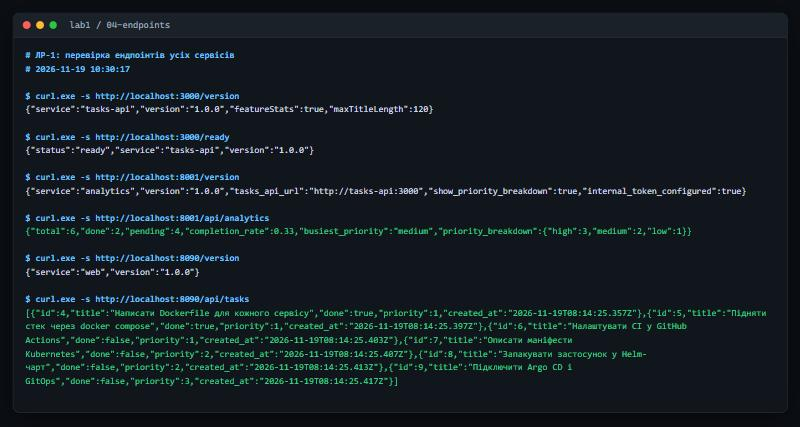 lab1 / 04-endpoints
# ЛР-1: перевірка ендпоінтів усіх сервісів
# 2026-11-19 10:30:17
$ curl.exe -s http://localhost:3000/version
{"service":"tasks-api","version":"1.0.0","featureStats":true,"maxTitleLength":120}
$ curl.exe -s http://localhost:3000/ready
{"status":"ready","service":"tasks-api","version":"1.0.0"}
$ curl.exe -s http://localhost:8001/version
{"service":"analytics","version":"1.0.0","tasks_api_url":"http://tasks-api:3000","show_priority_breakdown":true,"internal_token_configured":true}
$ curl.exe -s http://localhost:8001/api/analytics
{"total":6,"done":2,"pending":4,"completion_rate":0.33,"busiest_priority":"medium","priority_breakdown":{"high":3,"medium":2,"low":1}}
$ curl.exe -s http://localhost:8090/version
{"service":"web","version":"1.0.0"}
$ curl.exe -s http://localhost:8090/api/tasks
[{"id":4,"title":"Написати Dockerfile для кожного сервісу","done":true,"priority":1,"created_at":"2026-11-19T08:14:25.357Z"},{"id":5,"title":"Підняти
стек через docker compose","done":true,"priority":1,"created_at":"2026-11-19T08:14:25.397Z"},{"id":6,"title":"Налаштувати CI у GitHub
Actions","done":false,"priority":1,"created_at":"2026-11-19T08:14:25.403Z"},{"id":7,"title":"Описати маніфести
Kubernetes","done":false,"priority":2,"created_at":"2026-11-19T08:14:25.407Z"},{"id":8,"title":"Запакувати застосунок у Helm-
чарт","done":false,"priority":2,"created_at":"2026-11-19T08:14:25.413Z"},{"id":9,"title":"Підключити Argo CD і
GitOps","done":false,"priority":3,"created_at":"2026-11-19T08:14:25.417Z"}]